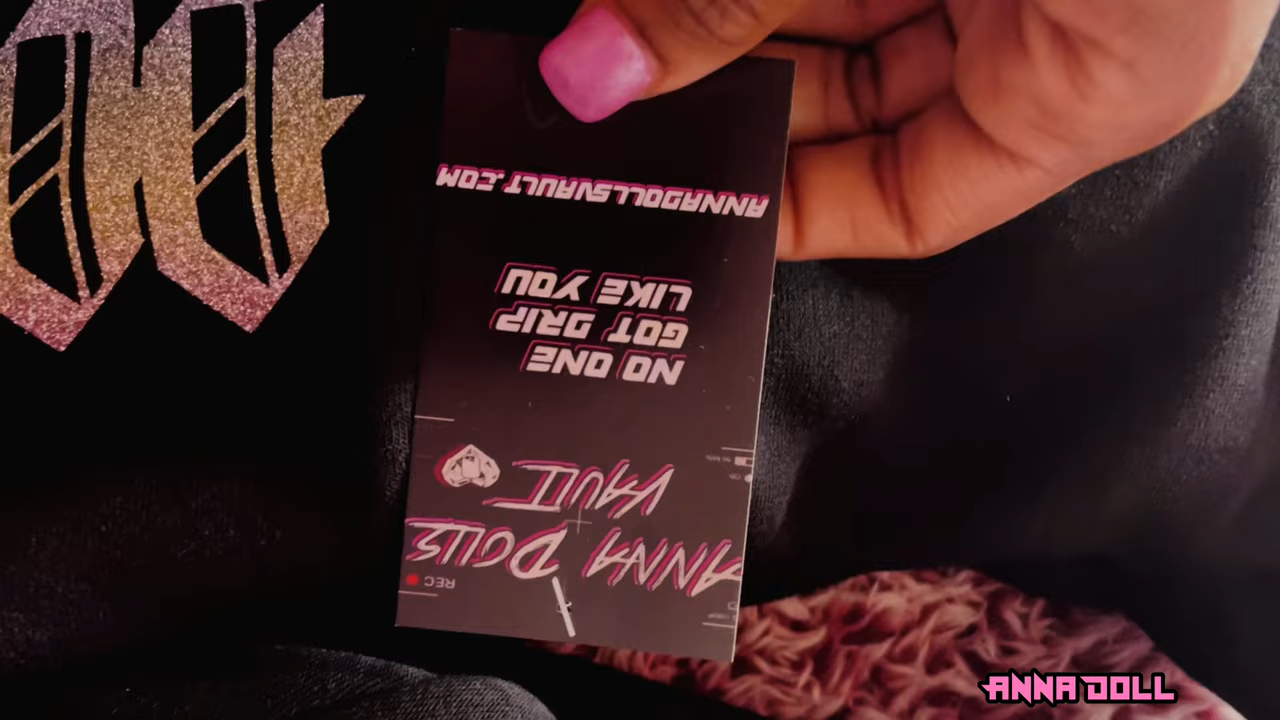 ANNA DOLLS
VAULT
REC
NO ONE
GOT DRIP
LIKE YOU
ANNADOLLSVAULT.COM
ANNA DOLL